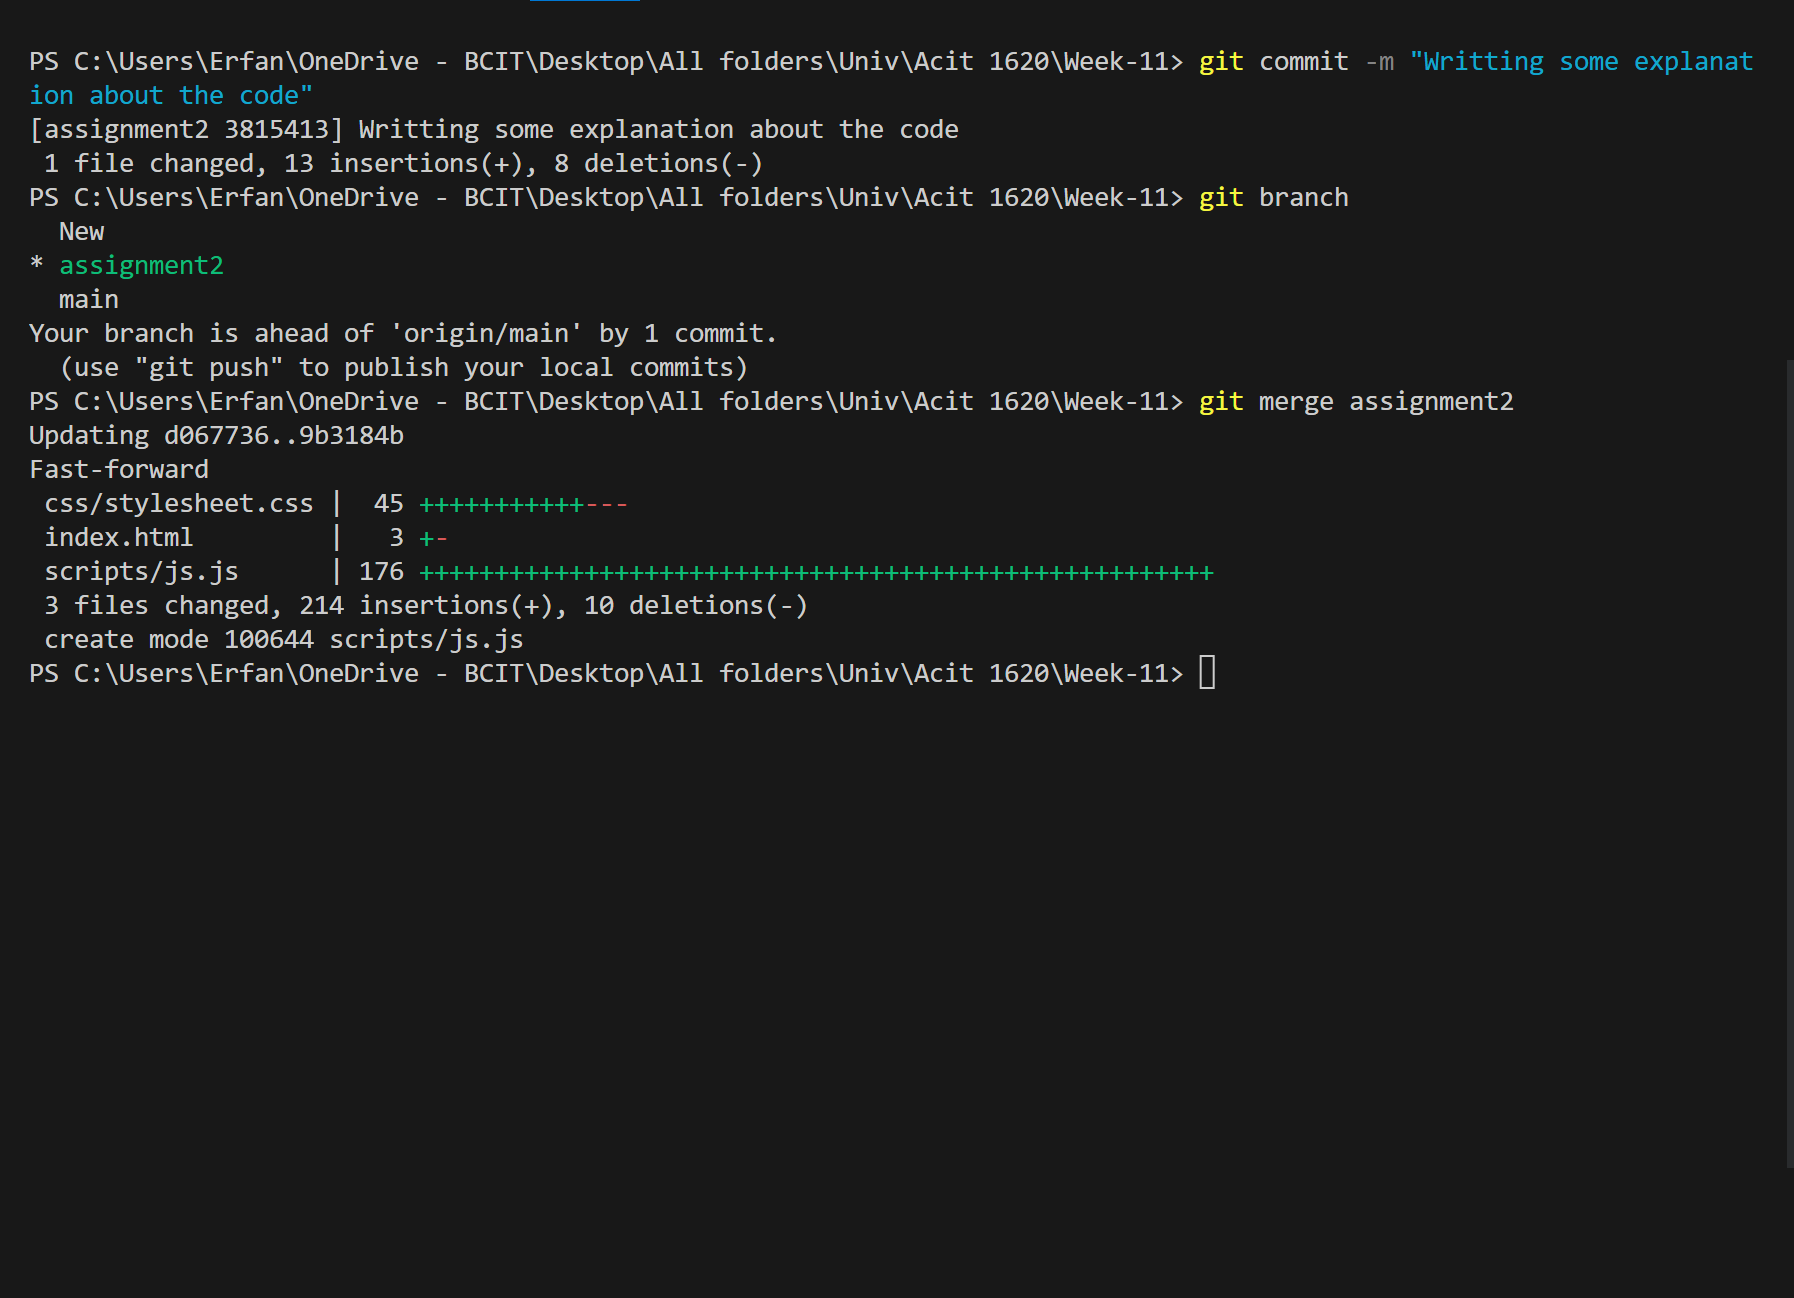 PS C:\Users\Erfan\OneDrive - BCIT\Desktop\All folders\Univ\Acit 1620\Week-11> git commit -m "Writting some explanat
ion about the code"
[assignment2 3815413] Writting some explanation about the code
 1 file changed, 13 insertions(+), 8 deletions(-)
PS C:\Users\Erfan\OneDrive - BCIT\Desktop\All folders\Univ\Acit 1620\Week-11> git branch
  New
* assignment2
  main
Your branch is ahead of 'origin/main' by 1 commit.
  (use "git push" to publish your local commits)
PS C:\Users\Erfan\OneDrive - BCIT\Desktop\All folders\Univ\Acit 1620\Week-11> git merge assignment2
Updating d067736..9b3184b
Fast-forward
 css/stylesheet.css |  45 +++++++++++---
 index.html         |   3 +-
 scripts/js.js      | 176 +++++++++++++++++++++++++++++++++++++++++++++++++++++
 3 files changed, 214 insertions(+), 10 deletions(-)
 create mode 100644 scripts/js.js
PS C:\Users\Erfan\OneDrive - BCIT\Desktop\All folders\Univ\Acit 1620\Week-11>